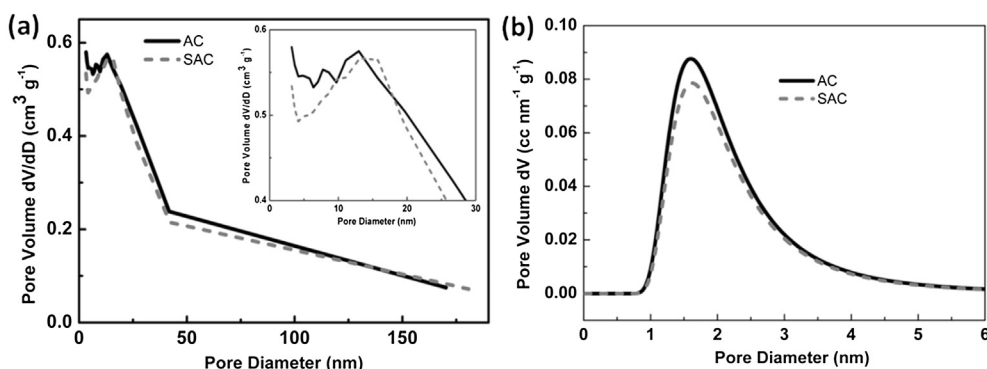 (a)
AC
SAC
Pore Volume dV/dD (cm³ g⁻¹)
0.6
0.4
0.2
0.0
0 50 100 150
Pore Diameter (nm)
Pore Volume dV/dD (cm³ g⁻¹)
0.6
0.5
0.4
0 10 20 30
Pore Diameter (nm)
(b)
AC
SAC
Pore Volume dV (cc nm⁻¹ g⁻¹)
0.10
0.08
0.06
0.04
0.02
0.00
0 1 2 3 4 5 6
Pore Diameter (nm)